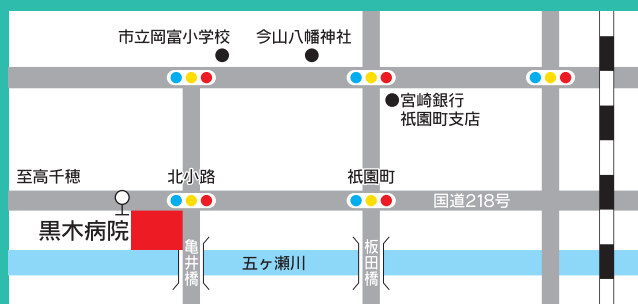 市立岡富小学校
今山八幡神社
宮崎銀行
祇園町支店
至高千穂
北小路
祇園町
国道218号
黒木病院
亀井橋
五ヶ瀬川
板田橋